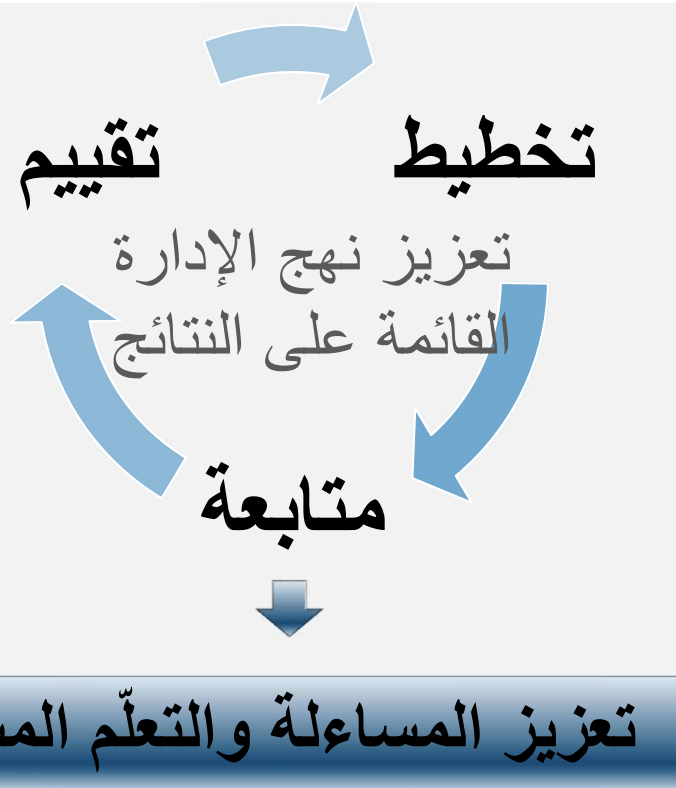 تخطيط
تقييم
تعزيز نهج الإدارة
القائمة على النتائج
متابعة
تعزيز المساءلة والتعلّم